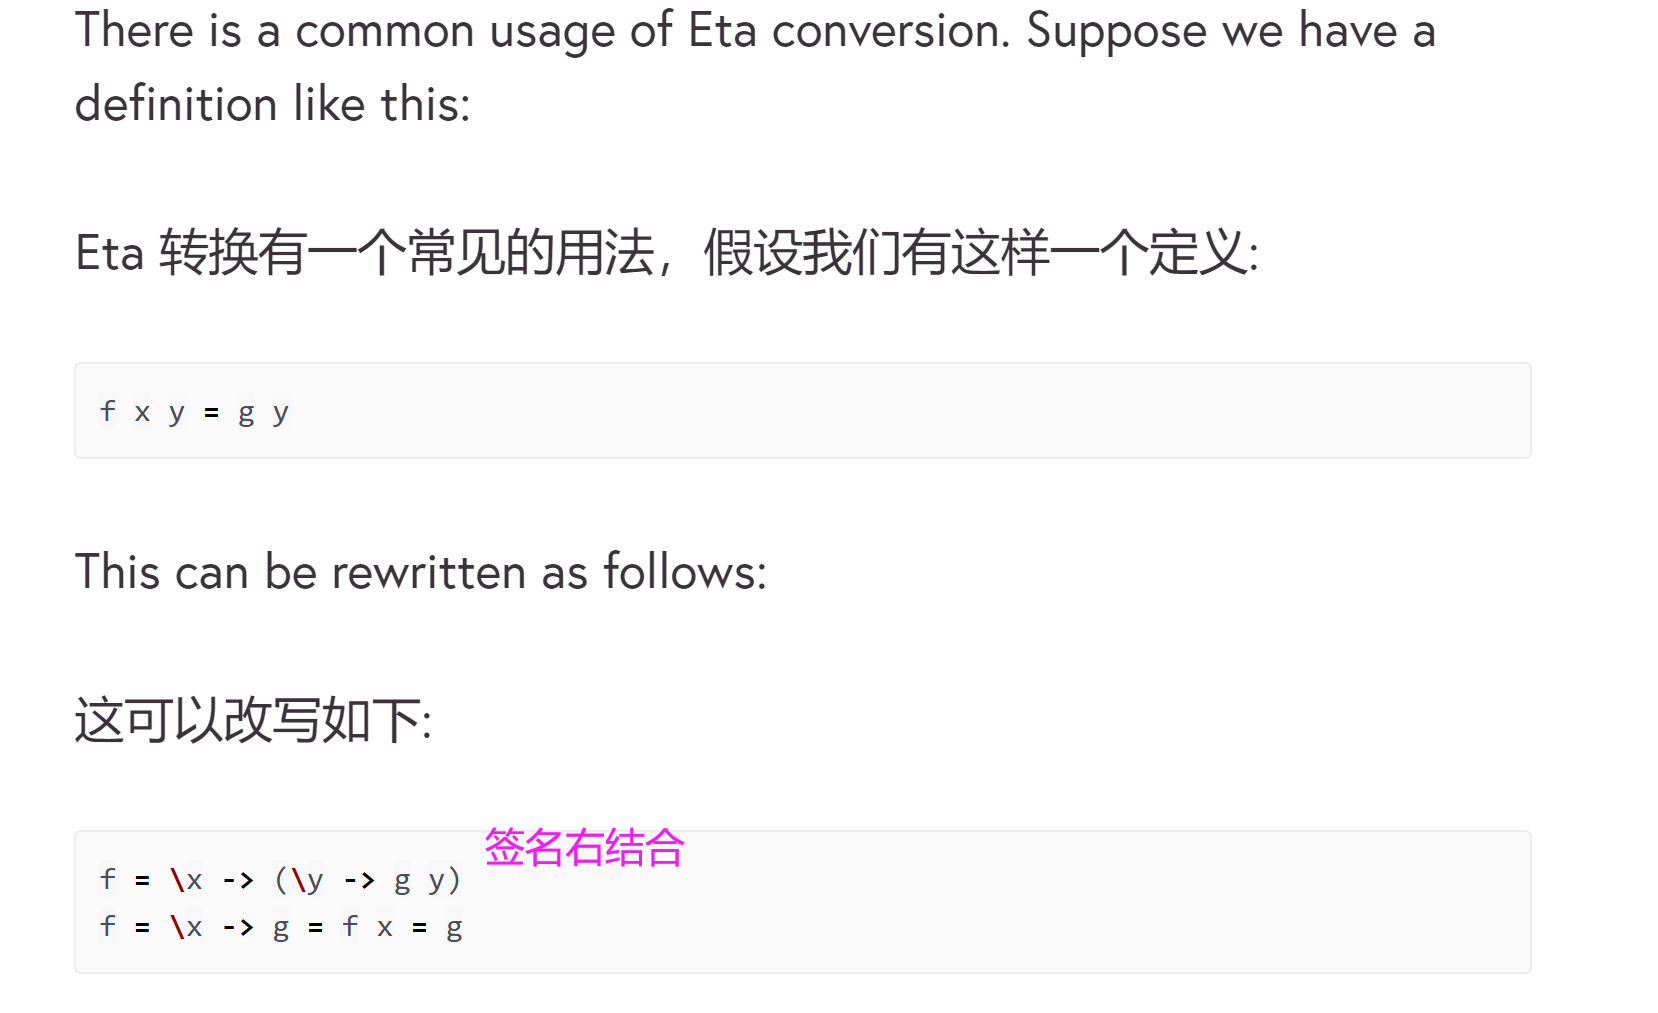 There is a common usage of Eta conversion. Suppose we have a
definition like this:
Eta 转换有一个常见的用法，假设我们有这样一个定义:
f x y = g y
This can be rewritten as follows:
这可以改写如下:
签名右结合
f = \x -> (\y -> g y)
f = \x -> g = f x = g